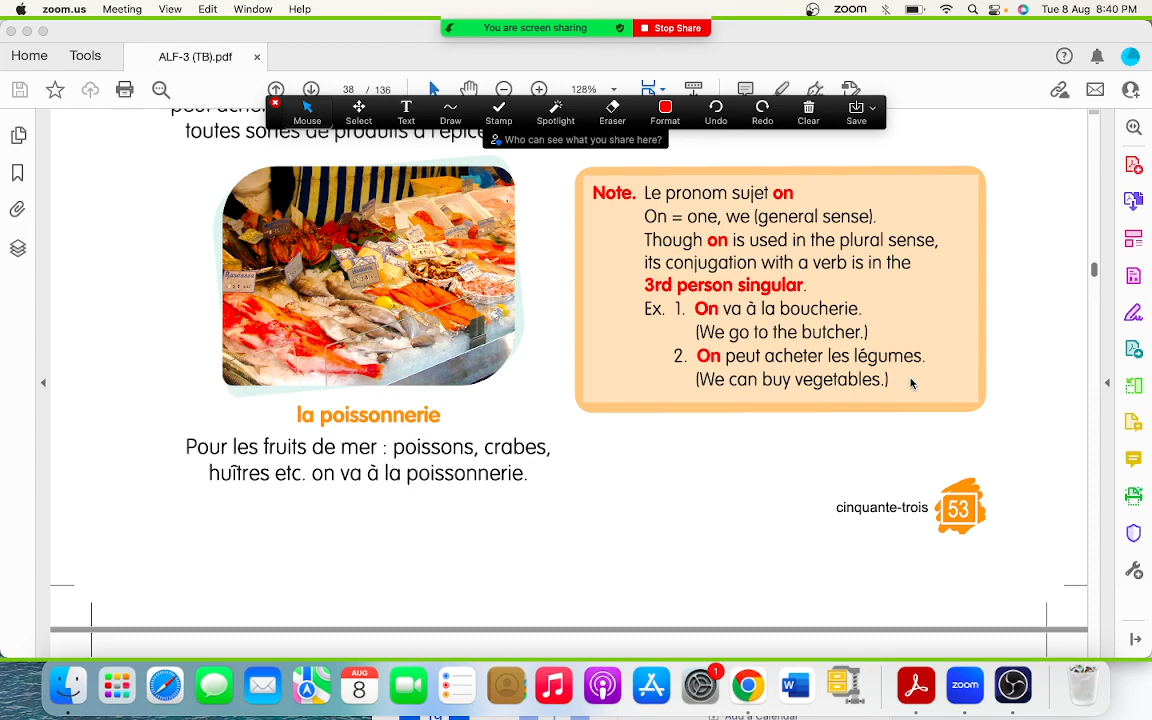 zoom.us Meeting View Edit Window Help
zoom
Tue 8 Aug 8:40 PM
You are screen sharing
Stop Share
Home Tools
ALF-3 (TB).pdf
38 / 136
128%
Mouse Select Text Draw Stamp Spotlight Eraser Format Undo Redo Clear Save
Who can see what you share here?
toutes sortes de produits à l'épice
la poissonnerie
Pour les fruits de mer : poissons, crabes,
huîtres etc. on va à la poissonnerie.
Note. Le pronom sujet on
On = one, we (general sense).
Though on is used in the plural sense,
its conjugation with a verb is in the
3rd person singular.
Ex. 1. On va à la boucherie.
(We go to the butcher.)
2. On peut acheter les légumes.
(We can buy vegetables.)
cinquante-trois 53
AUG
8
1
W
zoom
Add a Calendar